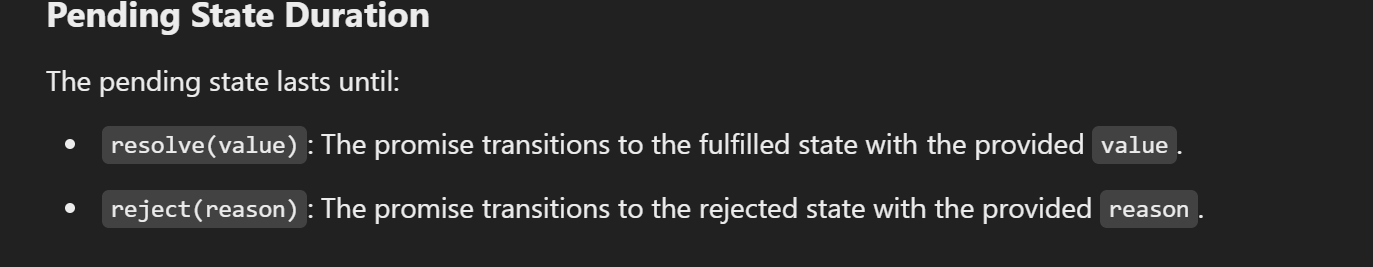 Pending State Duration
The pending state lasts until:
• resolve(value): The promise transitions to the fulfilled state with the provided value.
• reject(reason): The promise transitions to the rejected state with the provided reason.